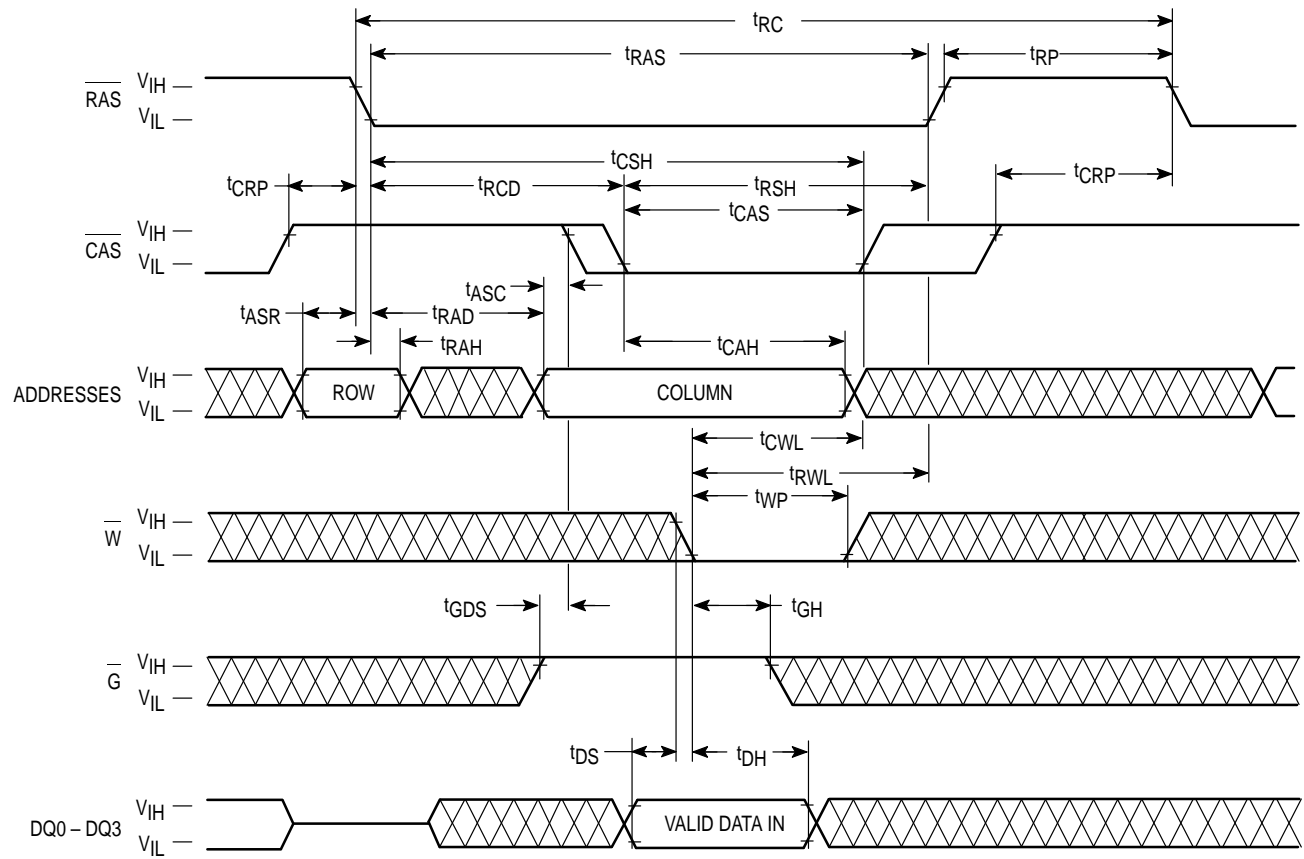 tRC
tRAS
tRP
RAS
VIH
VIL
tCSH
tCRP
tRCD
tRSH
tCRP
tCAS
CAS
VIH
VIL
tASC
tASR
tRAD
tRAH
tCAH
ADDRESSES
VIH
VIL
ROW
COLUMN
tCWL
tRWL
tWP
W
VIH
VIL
tGDS
tGH
G
VIH
VIL
tDS
tDH
DQ0 – DQ3
VIH
VIL
VALID DATA IN